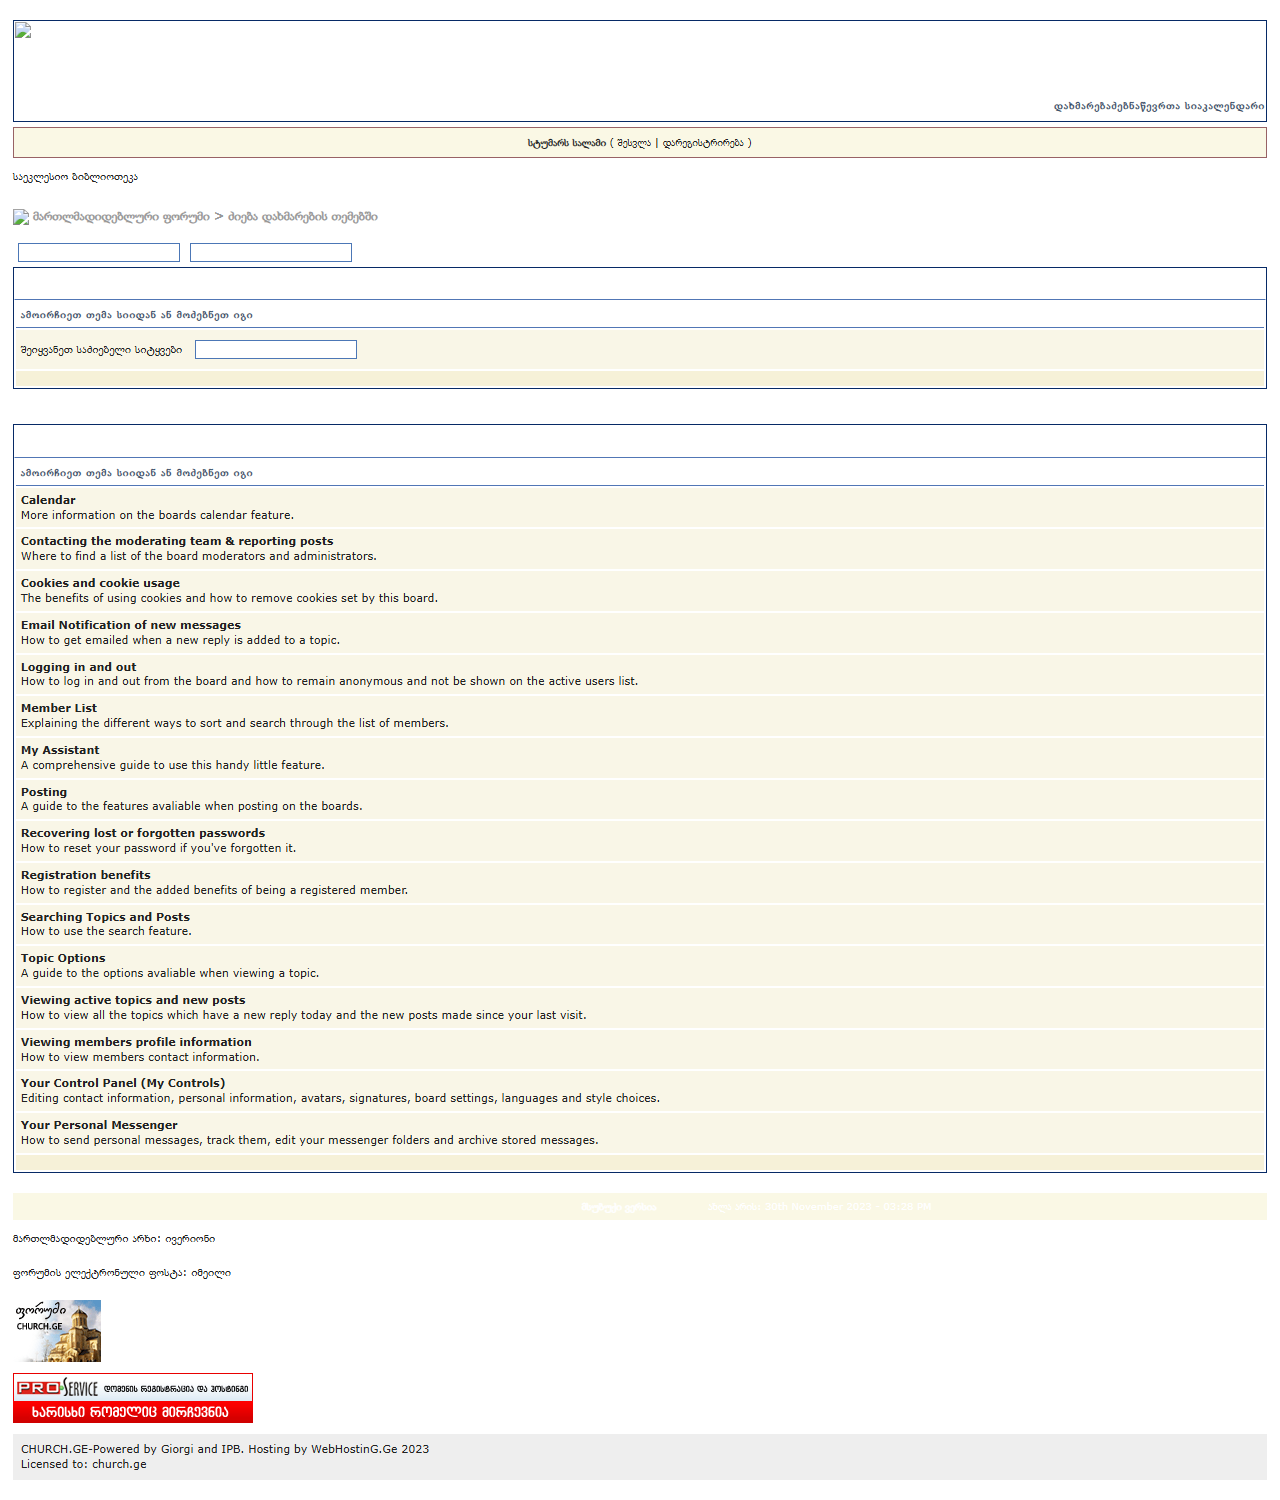 დახმარებაძებნაწევრთა სიაკალენდარი
სტუმარს სალამი ( შესვლა | დარეგისტრირება )
საეკლესიო ბიბლიოთეკა
მართლმადიდებლური ფორუმი > ძიება დახმარების თემებში
ამოირჩიეთ თემა სიიდან ან მოძებნეთ იგი
შეიყვანეთ საძიებელი სიტყვები
ამოირჩიეთ თემა სიიდან ან მოძებნეთ იგი
Calendar
More information on the boards calendar feature.
Contacting the moderating team & reporting posts
Where to find a list of the board moderators and administrators.
Cookies and cookie usage
The benefits of using cookies and how to remove cookies set by this board.
Email Notification of new messages
How to get emailed when a new reply is added to a topic.
Logging in and out
How to log in and out from the board and how to remain anonymous and not be shown on the active users list.
Member List
Explaining the different ways to sort and search through the list of members.
My Assistant
A comprehensive guide to use this handy little feature.
Posting
A guide to the features avaliable when posting on the boards.
Recovering lost or forgotten passwords
How to reset your password if you've forgotten it.
Registration benefits
How to register and the added benefits of being a registered member.
Searching Topics and Posts
How to use the search feature.
Topic Options
A guide to the options avaliable when viewing a topic.
Viewing active topics and new posts
How to view all the topics which have a new reply today and the new posts made since your last visit.
Viewing members profile information
How to view members contact information.
Your Control Panel (My Controls)
Editing contact information, personal information, avatars, signatures, board settings, languages and style choices.
Your Personal Messenger
How to send personal messages, track them, edit your messenger folders and archive stored messages.
მართლმადიდებლური არხი: ივერიონი
ფორუმის ელექტრონული ფოსტა: იმეილი
ფორუმი
CHURCH.GE
PRO SERVICE დომენის რეგისტრაცია და ჰოსტინგი
ხარისხი რომელიც მირჩევნია
CHURCH.GE-Powered by Giorgi and IPB. Hosting by WebHostinG.Ge 2023
Licensed to: church.ge